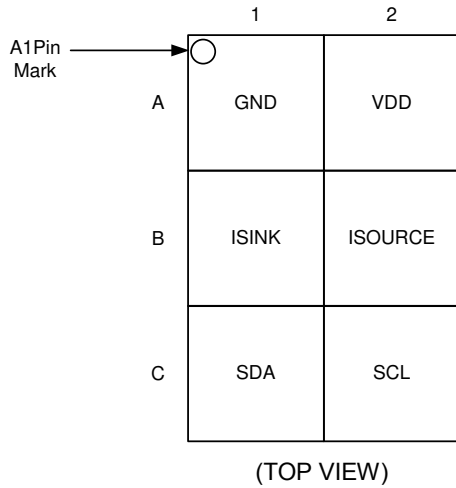 1 2
A1Pin
Mark
A GND VDD
B ISINK ISOURCE
C SDA SCL
(TOP VIEW)